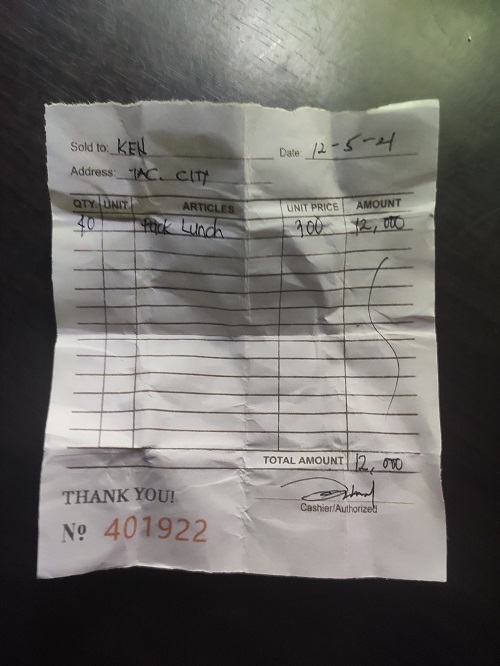 Sold to: KEN Date: 12-5-21
Address: TAC. CITY
QTY. UNIT ARTICLES UNIT PRICE AMOUNT
40 Pack Lunch 300 12,000
TOTAL AMOUNT 12,000
THANK YOU!
Cashier/Authorized
Nº 401922